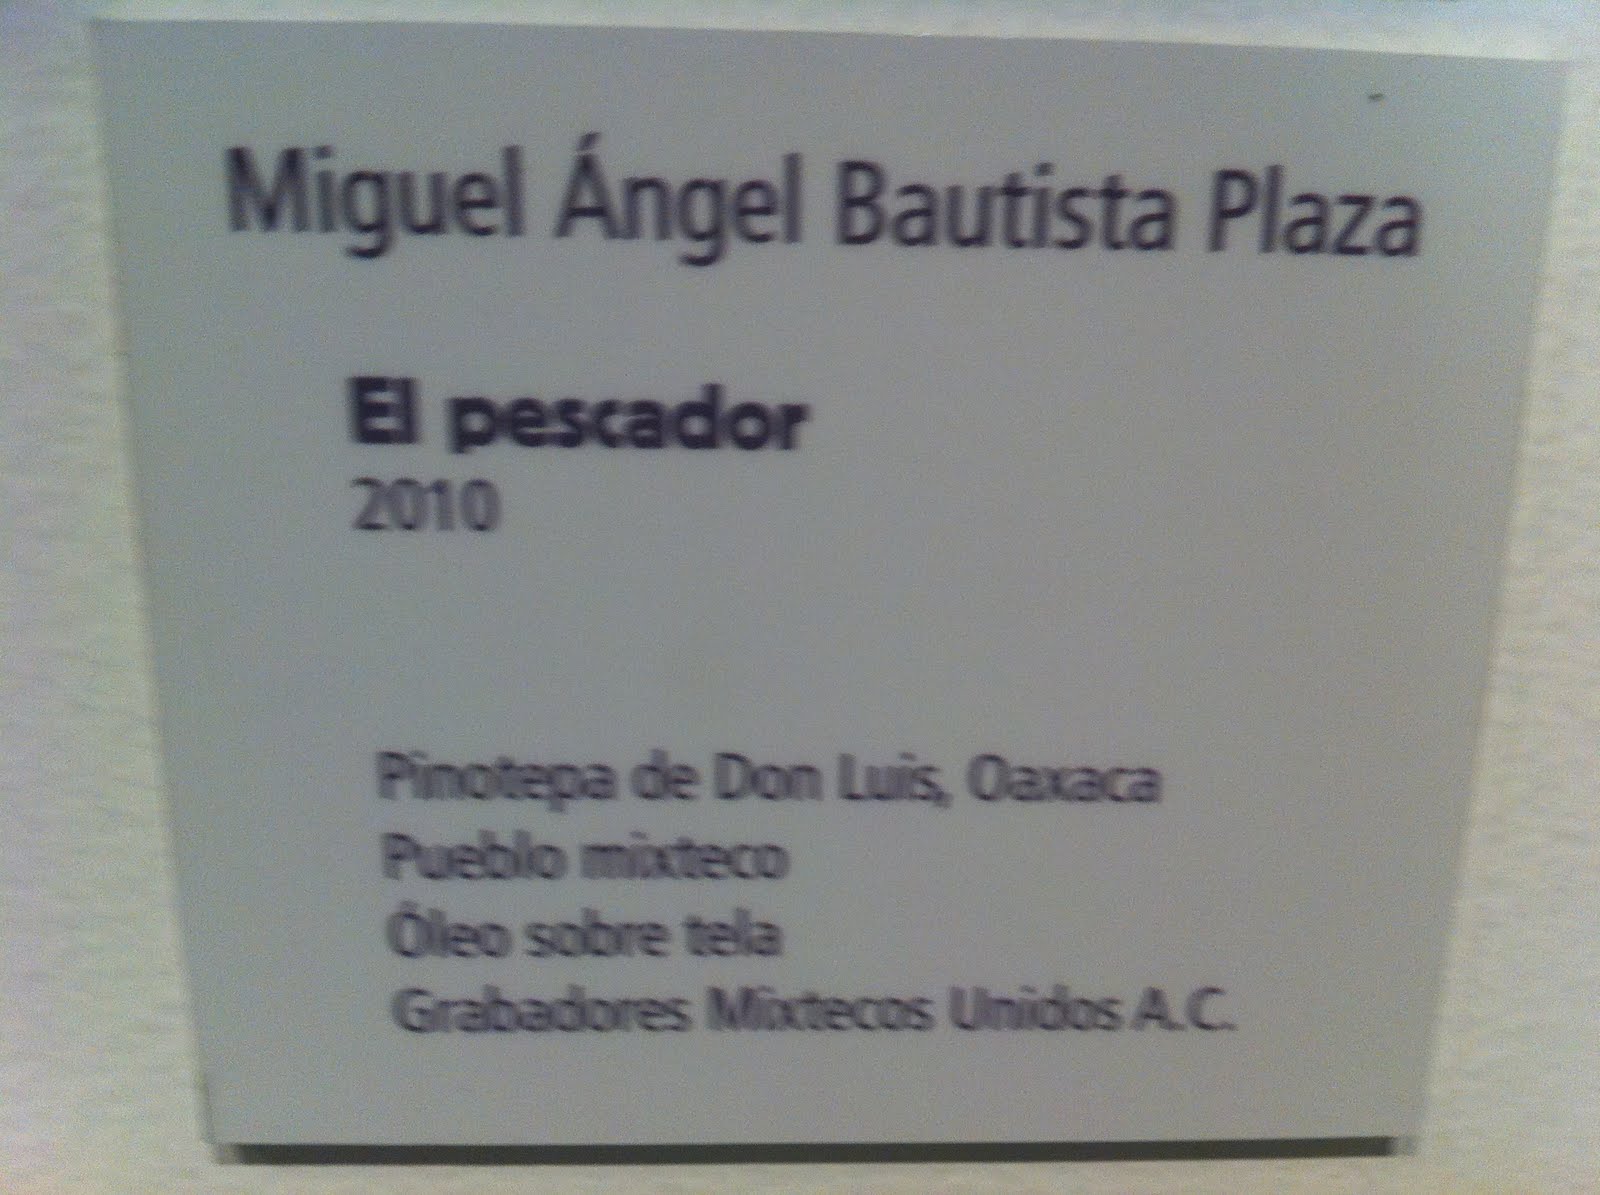 Miguel Ángel Bautista Plaza
El pescador
2010
Pinotepa de Don Luis, Oaxaca
Pueblo mixteco
Óleo sobre tela
Grabadores Mixtecos Unidos A.C.